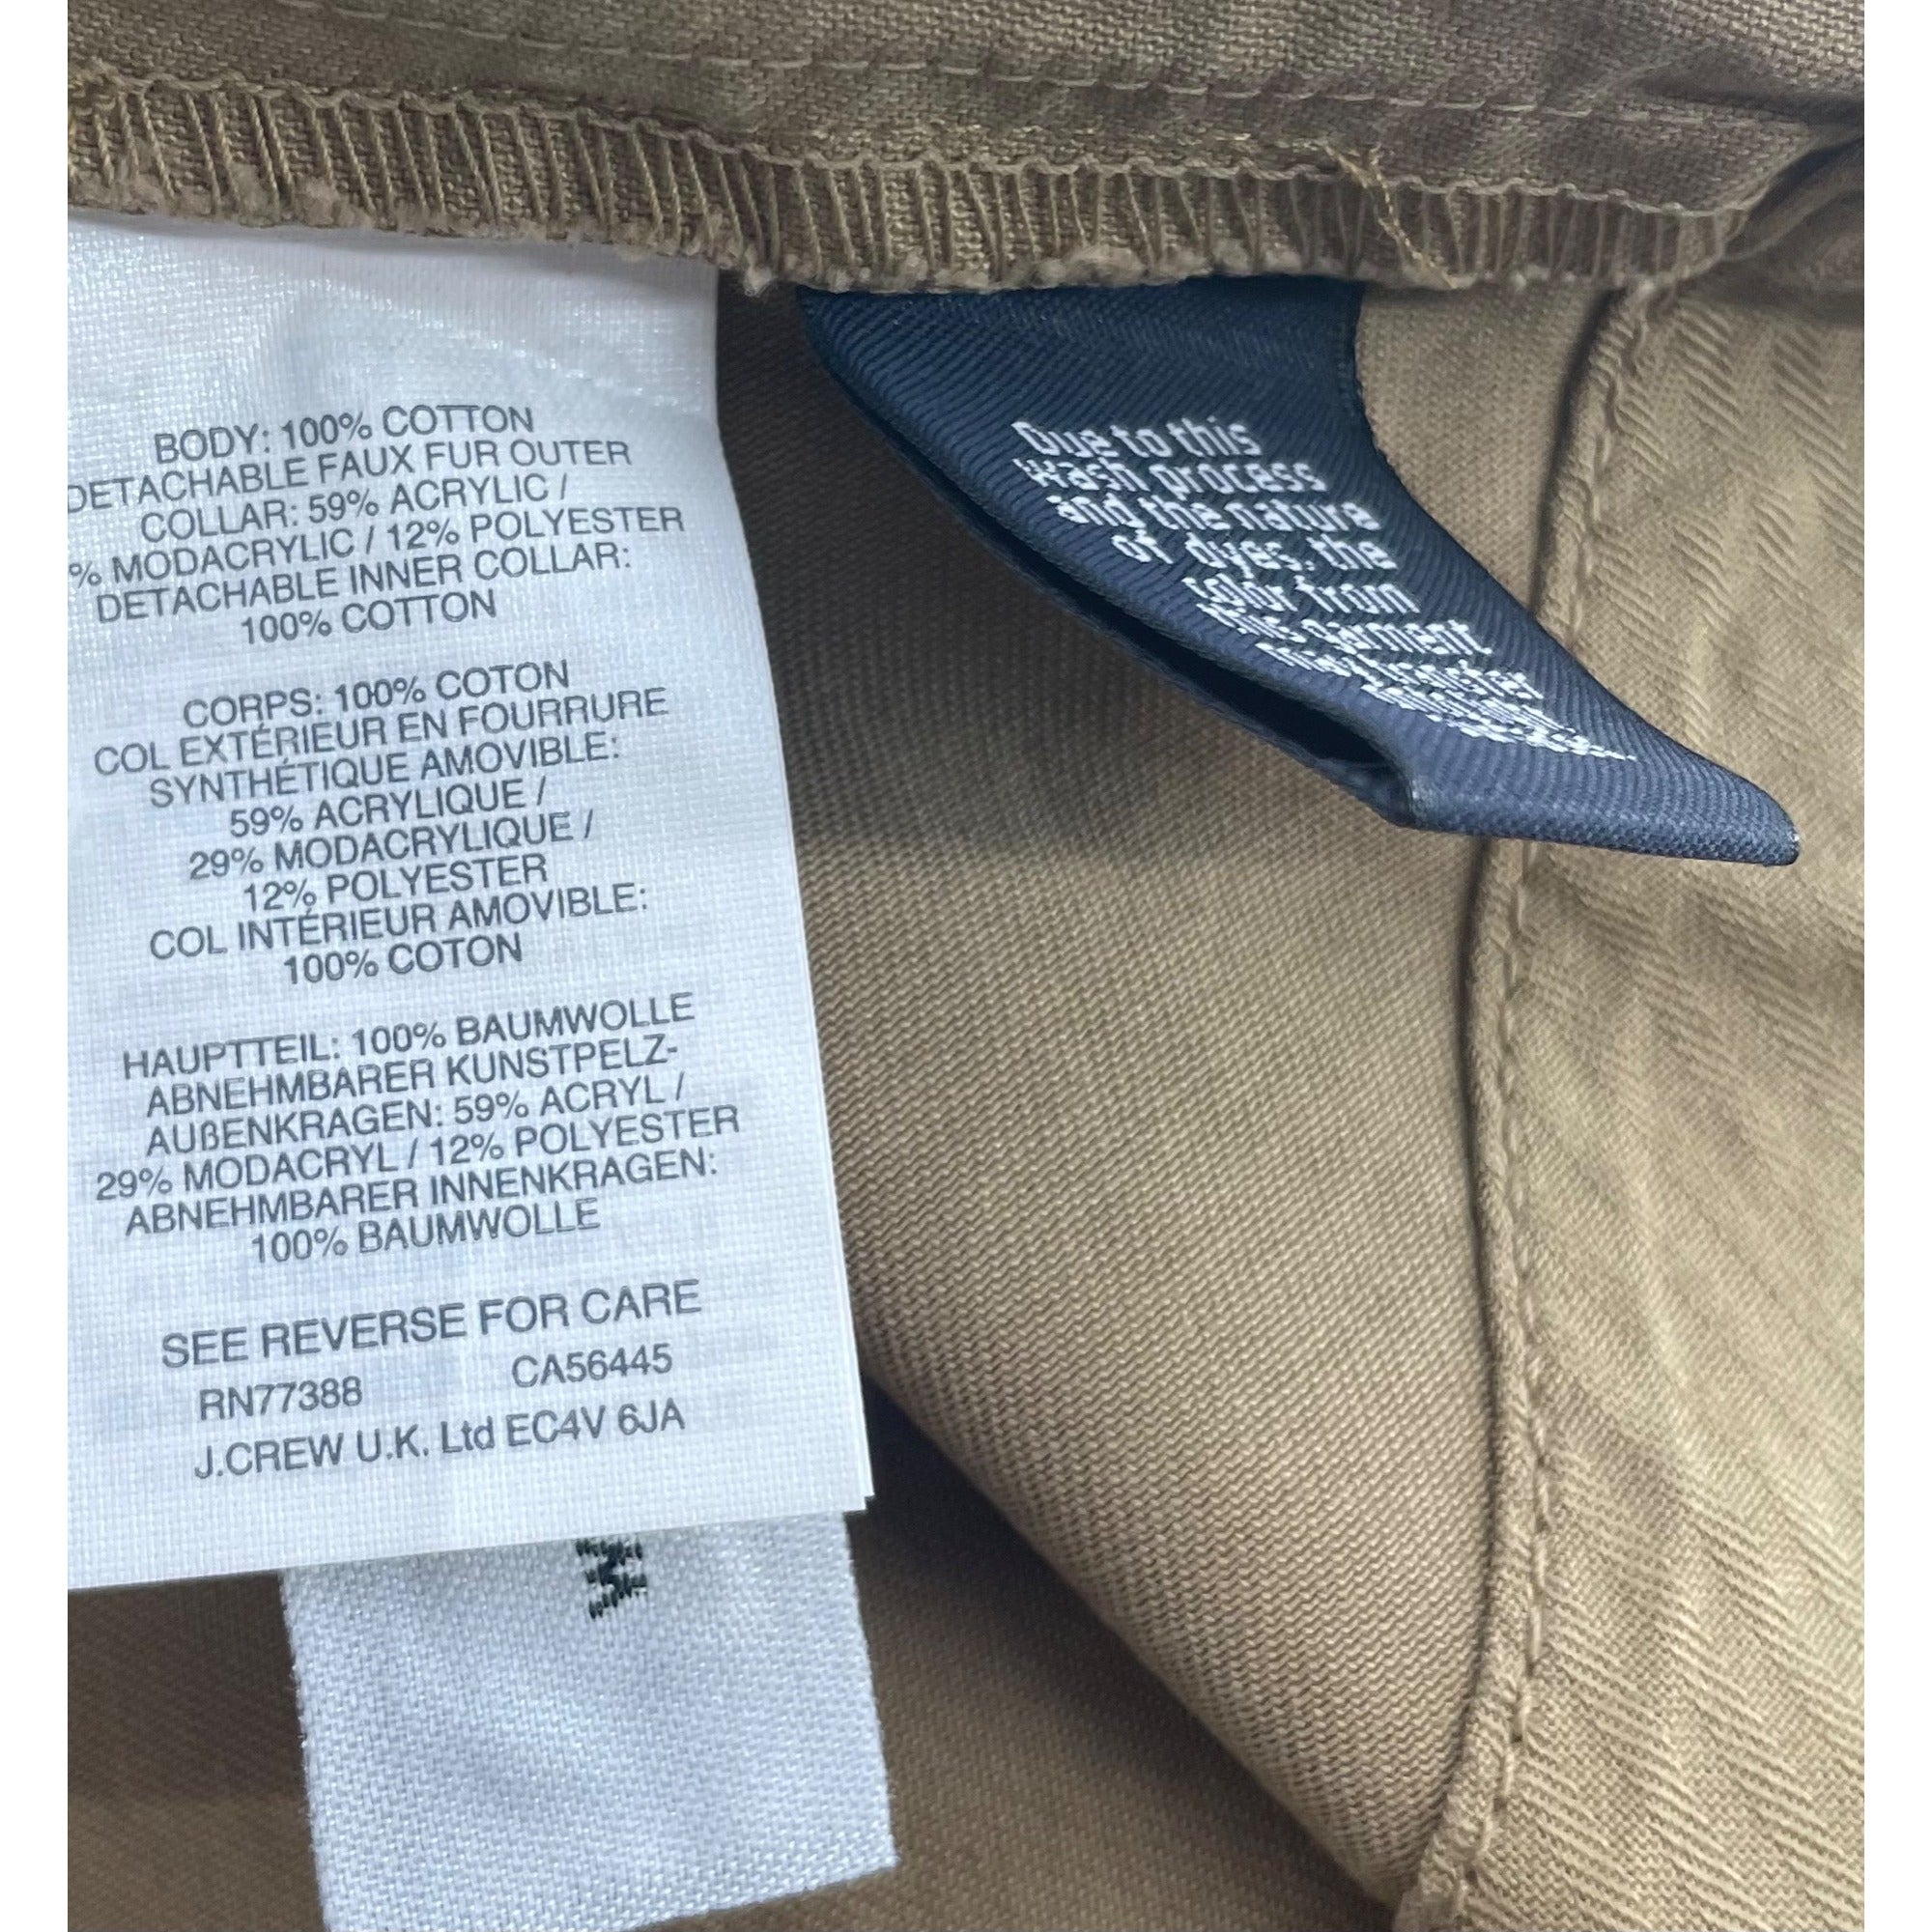 BODY: 100% COTTON
DETACHABLE FAUX FUR OUTER
COLLAR: 59% ACRYLIC /
% MODACRYLIC / 12% POLYESTER
DETACHABLE INNER COLLAR:
100% COTTON
CORPS: 100% COTON
COL EXTÉRIEUR EN FOURRURE
SYNTHÉTIQUE AMOVIBLE:
59% ACRYLIQUE /
29% MODACRYLIQUE /
12% POLYESTER
COL INTÉRIEUR AMOVIBLE:
100% COTON
HAUPTTEIL: 100% BAUMWOLLE
ABNEHMBARER KUNSTPELZ-
AUßENKRAGEN: 59% ACRYL /
29% MODACRYL / 12% POLYESTER
ABNEHMBARER INNENKRAGEN:
100% BAUMWOLLE
SEE REVERSE FOR CARE
RN77388 CA56445
J.CREW U.K. Ltd EC4V 6JA
M
Due to this
wash process
and the nature
of dyes, the
color from
this garment
may transfer